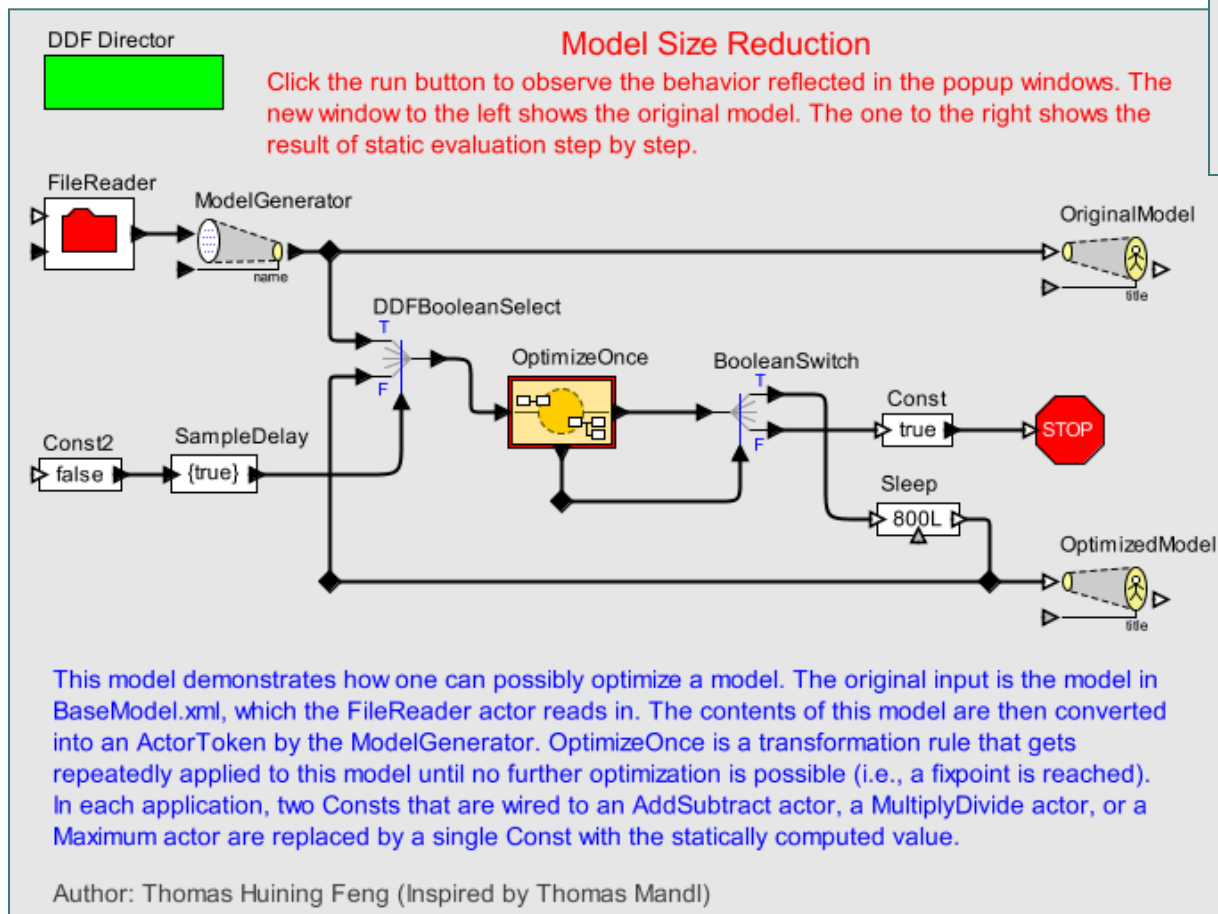 DDF Director
Model Size Reduction
Click the run button to observe the behavior reflected in the popup windows. The
new window to the left shows the original model. The one to the right shows the
result of static evaluation step by step.
FileReader
ModelGenerator
name
OriginalModel
title
DDFBooleanSelect
T
F
OptimizeOnce
BooleanSwitch
T
F
Const
true
STOP
Const2
false
SampleDelay
{true}
Sleep
800L
OptimizedModel
title
This model demonstrates how one can possibly optimize a model. The original input is the model in
BaseModel.xml, which the FileReader actor reads in. The contents of this model are then converted
into an ActorToken by the ModelGenerator. OptimizeOnce is a transformation rule that gets
repeatedly applied to this model until no further optimization is possible (i.e., a fixpoint is reached).
In each application, two Consts that are wired to an AddSubtract actor, a MultiplyDivide actor, or a
Maximum actor are replaced by a single Const with the statically computed value.
Author: Thomas Huining Feng (Inspired by Thomas Mandl)